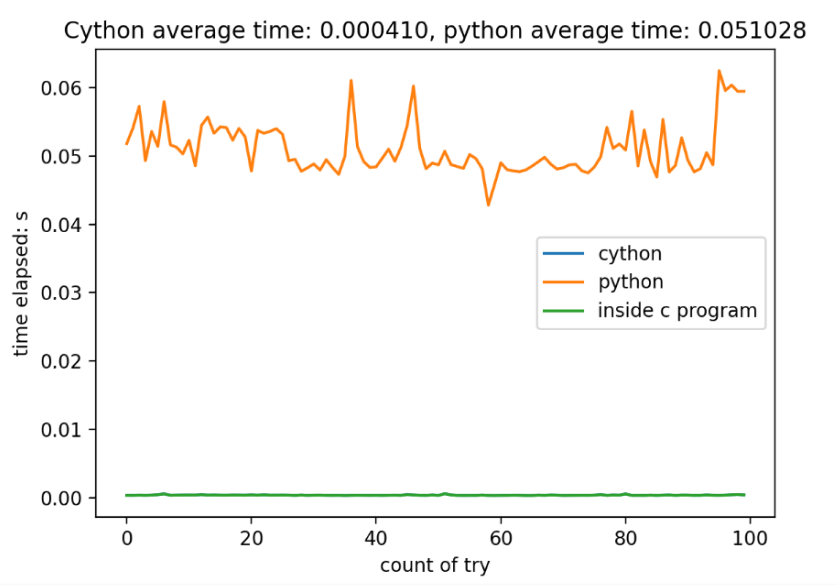 Cython average time: 0.000410, python average time: 0.051028
0.06
0.05
0.04
0.03
0.02
0.01
0.00
time elapsed: s
cython
python
inside c program
0 20 40 60 80 100
count of try